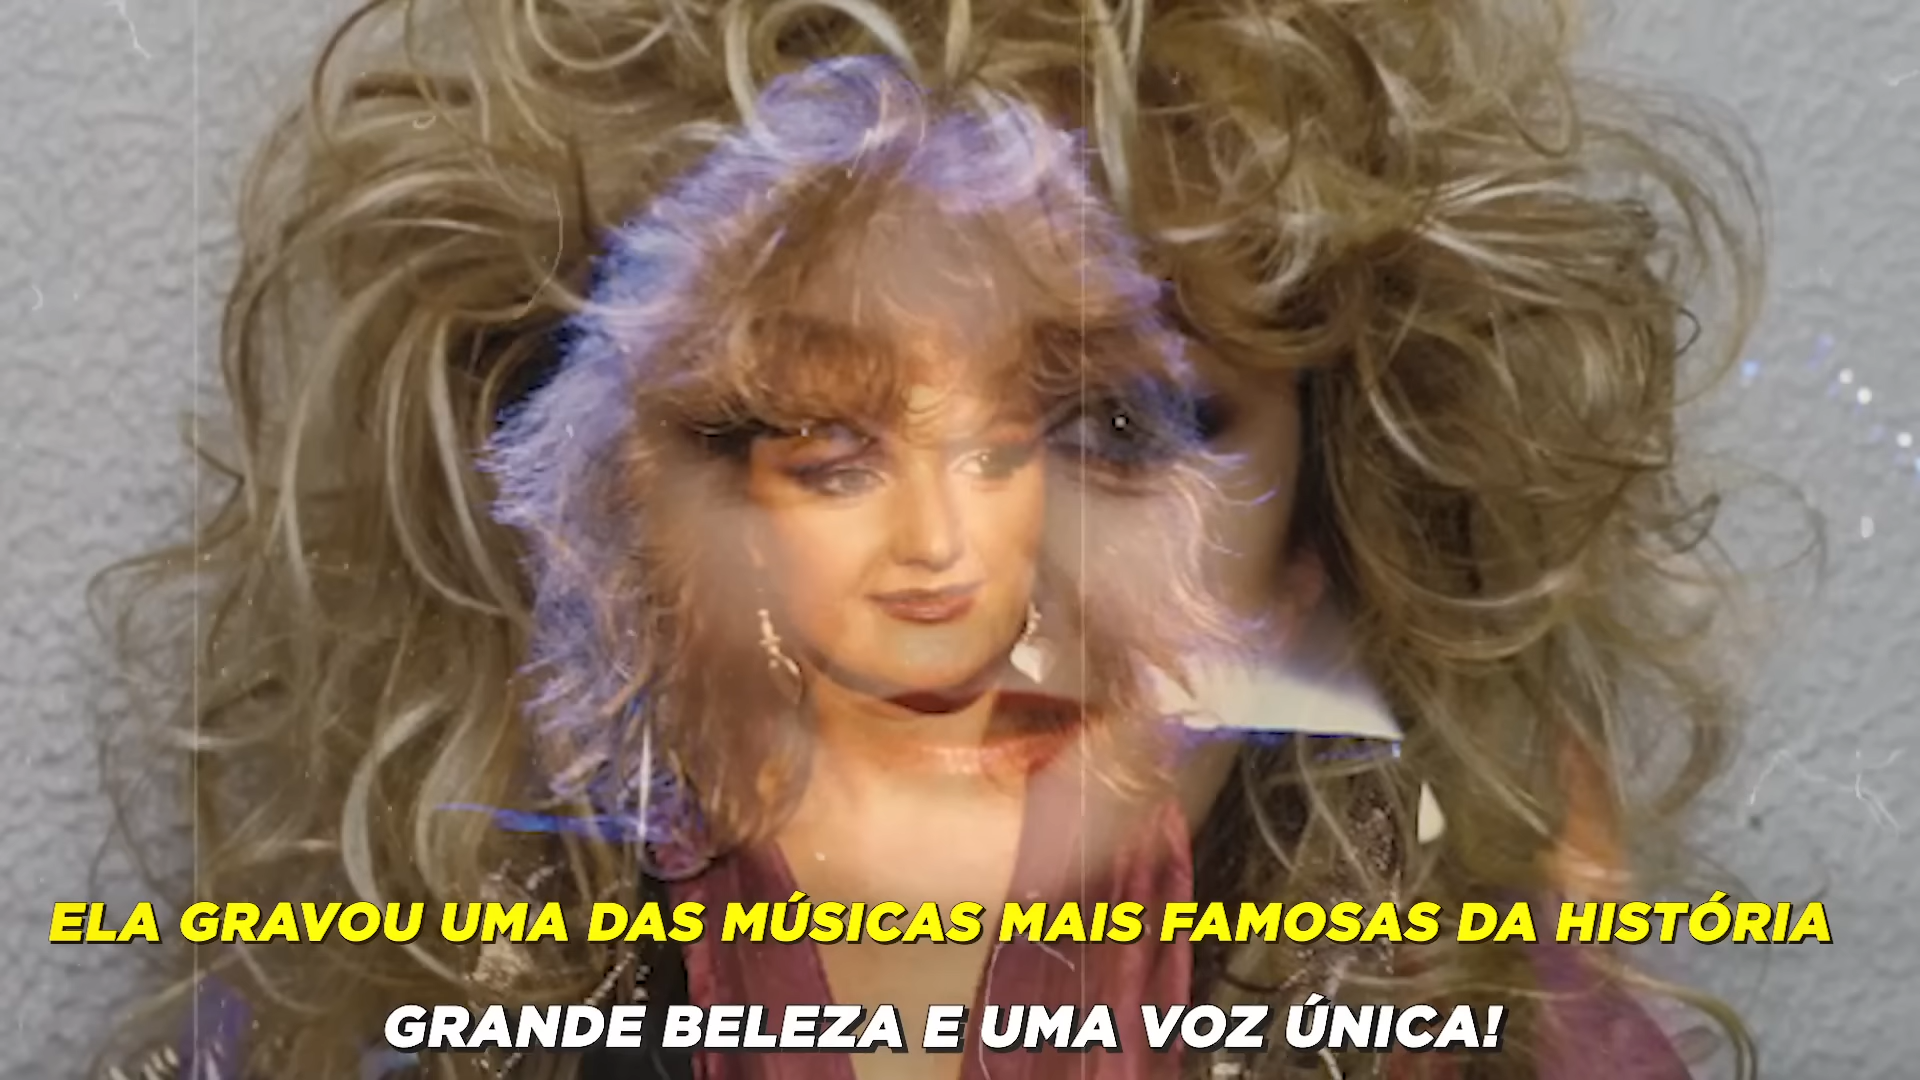 ELA GRAVOU UMA DAS MÚSICAS MAIS FAMOSAS DA HISTÓRIA
GRANDE BELEZA E UMA VOZ ÚNICA!